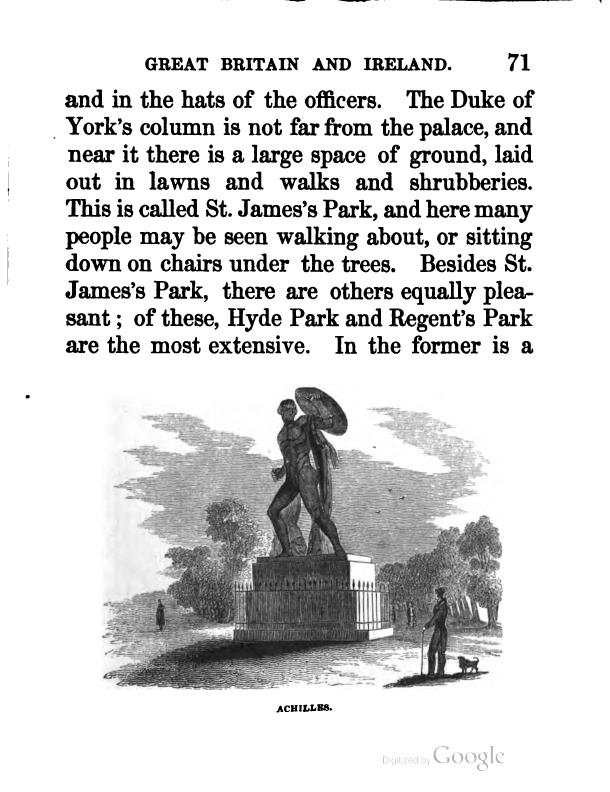 GREAT BRITAIN AND IRELAND. 71
and in the hats of the officers. The Duke of
York's column is not far from the palace, and
near it there is a large space of ground, laid
out in lawns and walks and shrubberies.
This is called St. James's Park, and here many
people may be seen walking about, or sitting
down on chairs under the trees. Besides St.
James's Park, there are others equally plea-
sant; of these, Hyde Park and Regent's Park
are the most extensive. In the former is a
ACHILLES.
Digitized by Google